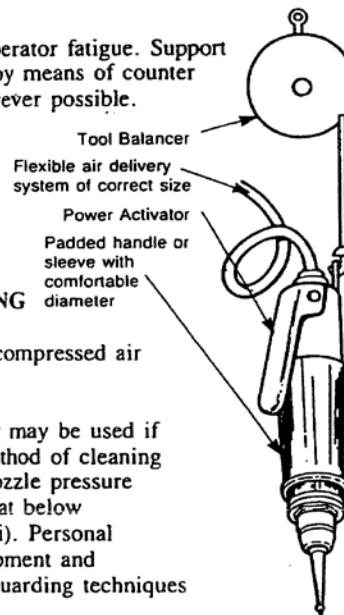 erator fatigue. Support
by means of counter
ever possible.
Tool Balancer
Flexible air delivery
system of correct size
Power Activator
Padded handle or
sleeve with
comfortable
diameter
NG
compressed air
may be used if
thod of cleaning
ozzle pressure
at below
i). Personal
oment and
uarding techniques